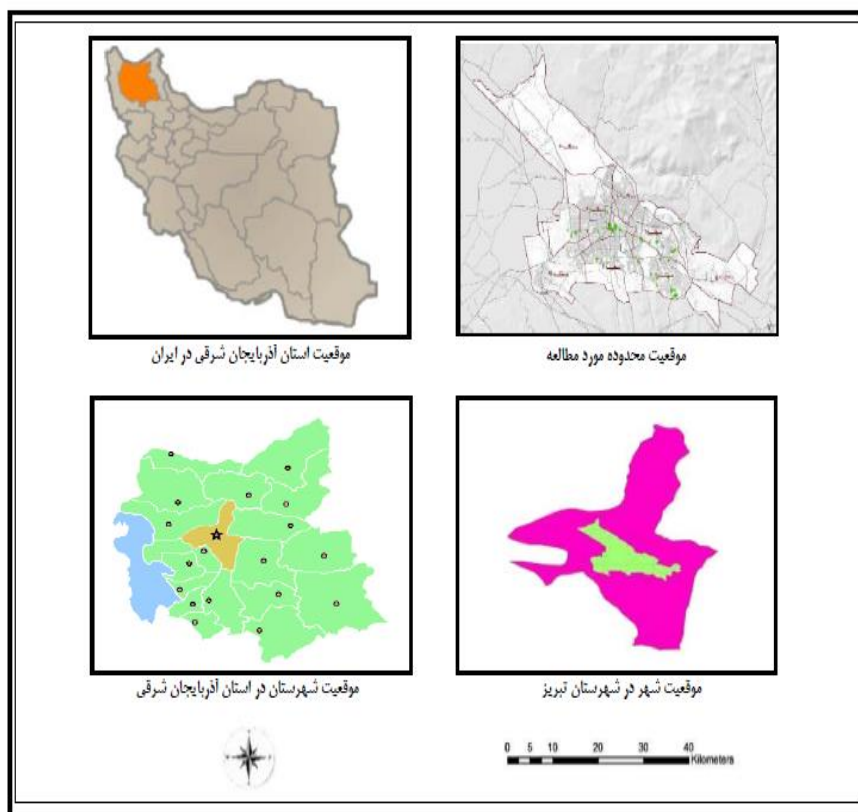 موقعیت استان آذربایجان شرقی در ایران
موقعیت محدوده مورد مطالعه
موقعیت شهرستان در استان آذربایجان شرقی
موقعیت شهر در شهرستان تبریز
0 5 10 20 30 40
Kilometers